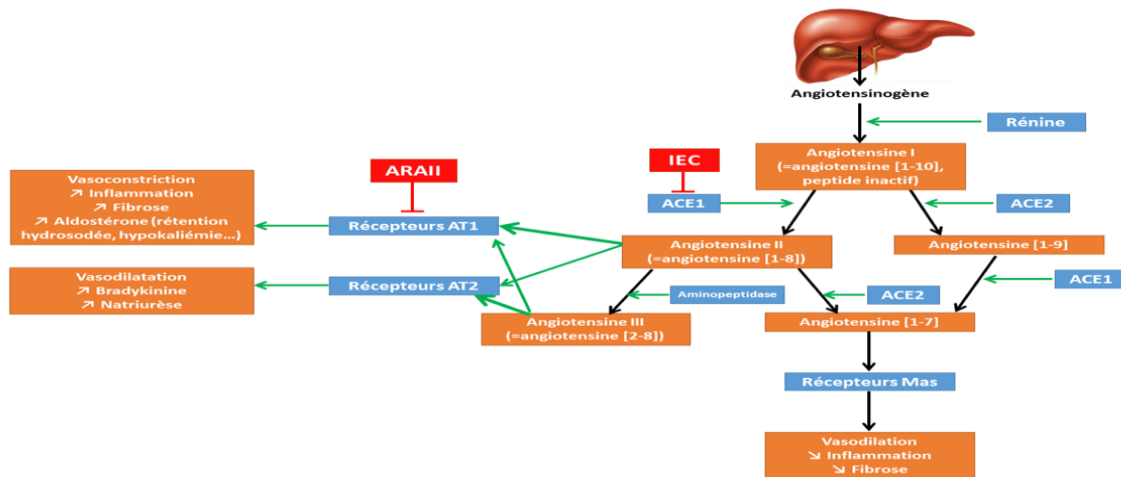 Angiotensinogène
Rénine
Angiotensine I
(=angiotensine [1-10],
peptide inactif)
IEC
ARAII
Vasoconstriction
↗ Inflammation
↗ Fibrose
↗ Aldostérone (rétention
hydrosodée, hypokaliémie...)
Récepteurs AT1
ACE1
ACE2
Angiotensine II
(=angiotensine [1-8])
Angiotensine [1-9]
Vasodilatation
↗ Bradykinine
↗ Natriurèse
Récepteurs AT2
Aminopeptidase
ACE2
ACE1
Angiotensine III
(=angiotensine [2-8])
Angiotensine [1-7]
Récepteurs Mas
Vasodilation
↘ Inflammation
↘ Fibrose